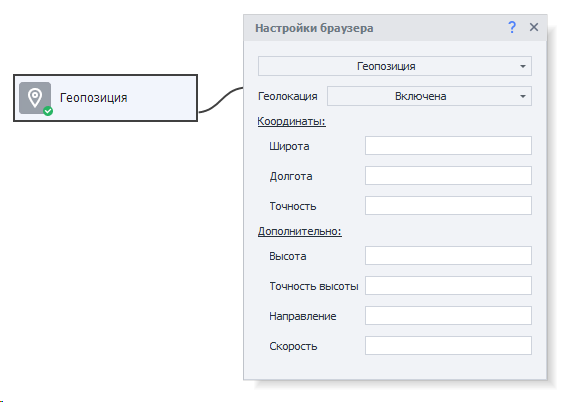 Настройки браузера ? ×
Геопозиция
Геопозиция
Геолокация Включена
Координаты:
Широта
Долгота
Точность
Дополнительно:
Высота
Точность высоты
Направление
Скорость